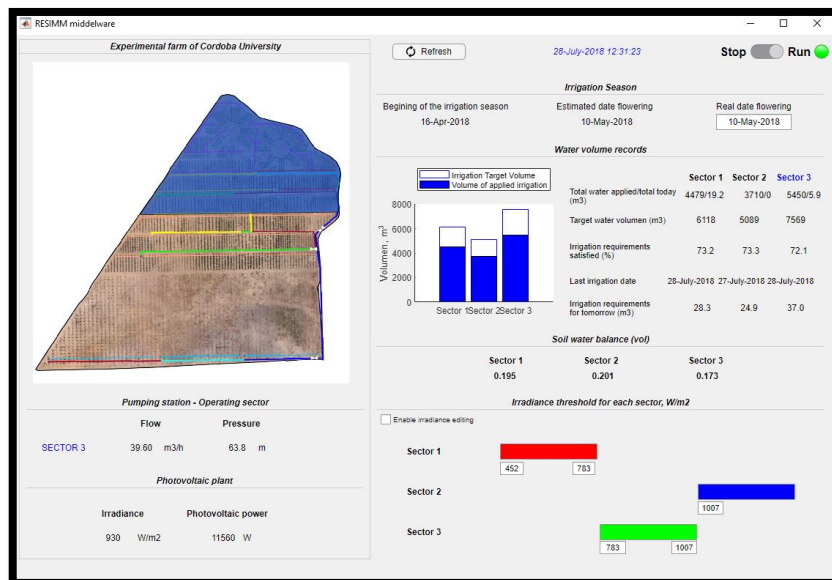 RESIMM middelware
Experimental farm of Cordoba University
Refresh
28-July-2018 12:31:23
Stop Run
Irrigation Season
Begining of the irrigation season Estimated date flowering Real date flowering
16-Apr-2018 10-May-2018 10-May-2018
Water volume records
Irrigation Target Volume
Volume of applied irrigation
Volumen, m³
8000
6000
4000
2000
0
Sector 1 Sector 2 Sector 3
Sector 1 Sector 2 Sector 3
Total water applied/total today (m3) 4479/19.2 3710/0 5450/5.9
Target water volumen (m3) 6118 5089 7569
Irrigation requirements satisfied (%) 73.2 73.3 72.1
Last irrigation date 28-July-2018 27-July-2018 28-July-2018
Irrigation requirements for tomorrow (m3) 28.3 24.9 37.0
Soil water balance (vol)
Sector 1 Sector 2 Sector 3
0.195 0.201 0.173
Pumping station - Operating sector
Flow Pressure
SECTOR 3 39.60 m3/h 63.8 m
Photovoltaic plant
Irradiance Photovoltaic power
930 W/m2 11560 W
Irradiance threshold for each sector, W/m2
Enable irradiance editing
Sector 1
452 783
Sector 2
1007
Sector 3
783 1007